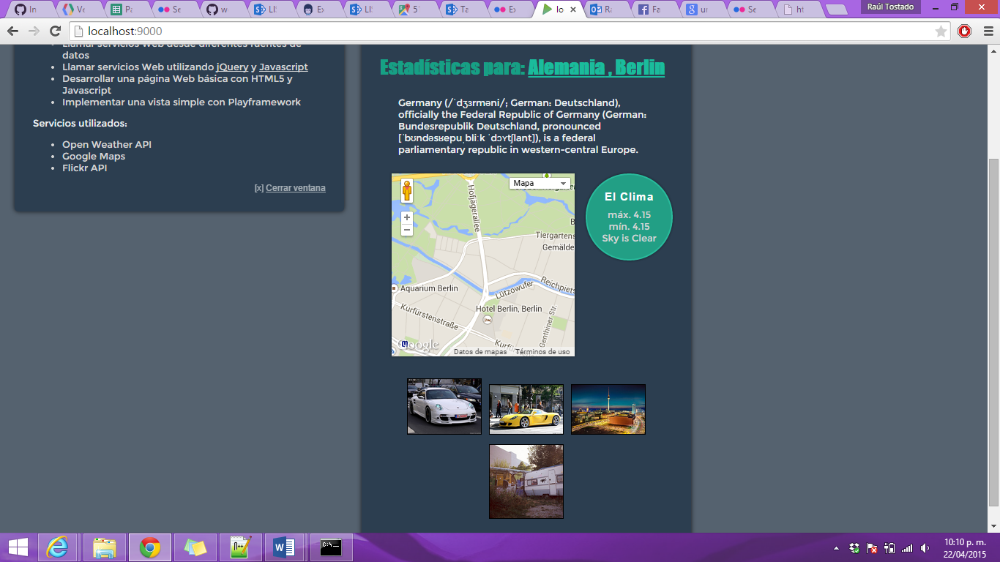 In
Ve
Pa
Se
w
LI
Ex
LI
5
Ta
Ex
lo
Ra
Fa
ur
Se
ht
Raúl Tostado
localhost:9000
Llamar servicios Web desde diferentes fuentes de
datos
Llamar servicios Web utilizando jQuery y Javascript
Desarrollar una página Web básica con HTML5 y
Javascript
Implementar una vista simple con Playframework
Servicios utilizados:
Open Weather API
Google Maps
Flickr API
[x] Cerrar ventana
Estadísticas para: Alemania , Berlin
Germany (/ˈdʒɜrməni/; German: Deutschland),
officially the Federal Republic of Germany (German:
Bundesrepublik Deutschland, pronounced
[ˈbʊndəsʁepuˌbliːk ˈdɔʏtʃlant]), is a federal
parliamentary republic in western-central Europe.
Mapa
Hofjägerallee
Tiergartens
Gemälde
Aquarium Berlin
Lützowufer
Reichpiets
Hotel Berlin, Berlin
Kurfürstenstraße
Genthiner Str.
Kurfü
Google
Datos de mapas
Términos de uso
El Clima
máx. 4.15
mín. 4.15
Sky is Clear
10:10 p. m.
22/04/2015